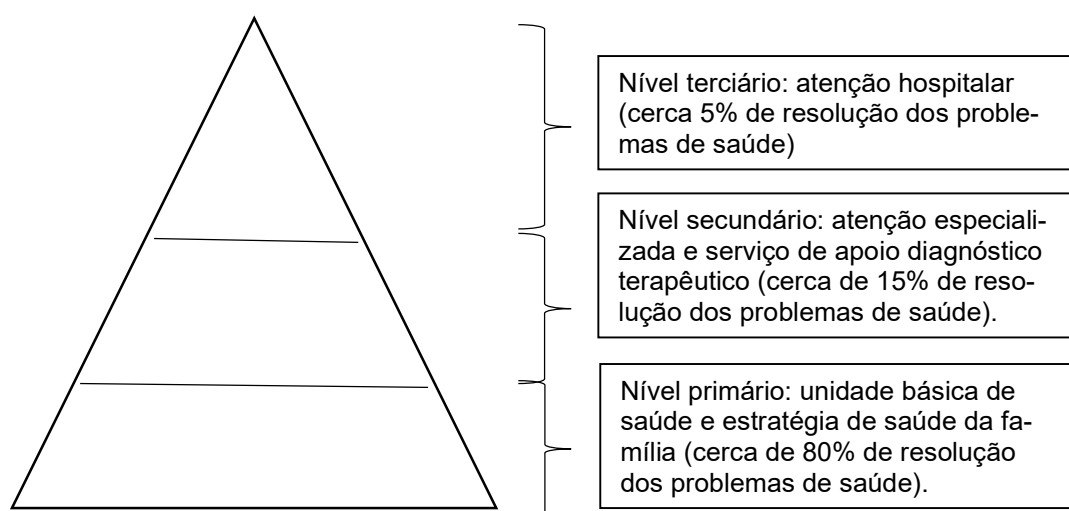 Nível terciário: atenção hospitalar
(cerca 5% de resolução dos proble-
mas de saúde)
Nível secundário: atenção especiali-
zada e serviço de apoio diagnóstico
terapêutico (cerca de 15% de reso-
lução dos problemas de saúde).
Nível primário: unidade básica de
saúde e estratégia de saúde da fa-
mília (cerca de 80% de resolução
dos problemas de saúde).